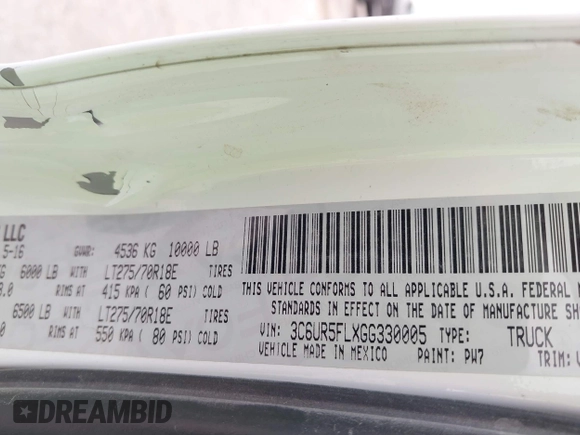 LLC
5-16 GVWR: 4536 KG 10000 LB
6000 LB WITH LT275/70R18E TIRES
RIMS AT 415 KPA ( 60 PSI) COLD
6500 LB WITH LT275/70R18E TIRES
RIMS AT 550 KPA ( 80 PSI) COLD
THIS VEHICLE CONFORMS TO ALL APPLICABLE U.S.A. FEDERAL
STANDARDS IN EFFECT ON THE DATE OF MANUFACTURE
VIN: 3C6UR5FLXGG330005 TYPE: TRUCK
VEHICLE MADE IN MEXICO PAINT: PW7 TRIM:
DREAMBID
dreambid.com